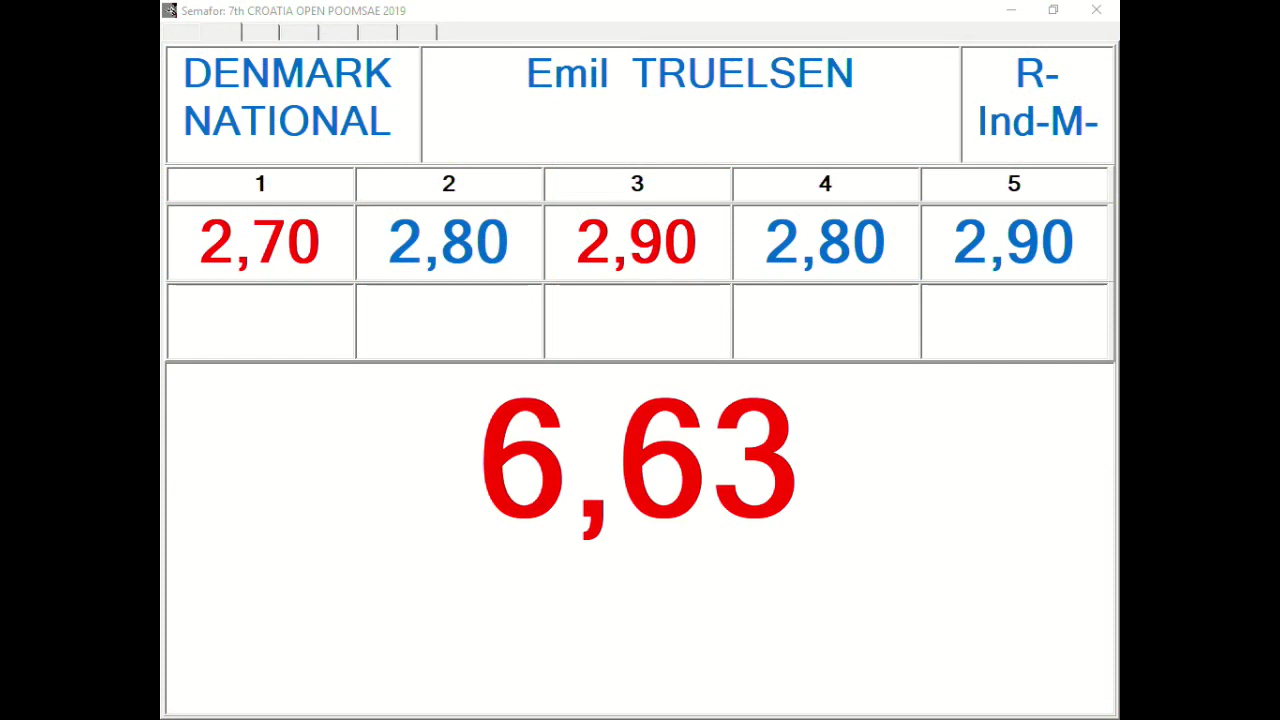 Semafor: 7th CROATIA OPEN POOMSAE 2019
DENMARK NATIONAL
Emil TRUELSEN
R-Ind-M-
1 2 3 4 5
2,70 2,80 2,90 2,80 2,90
6,63